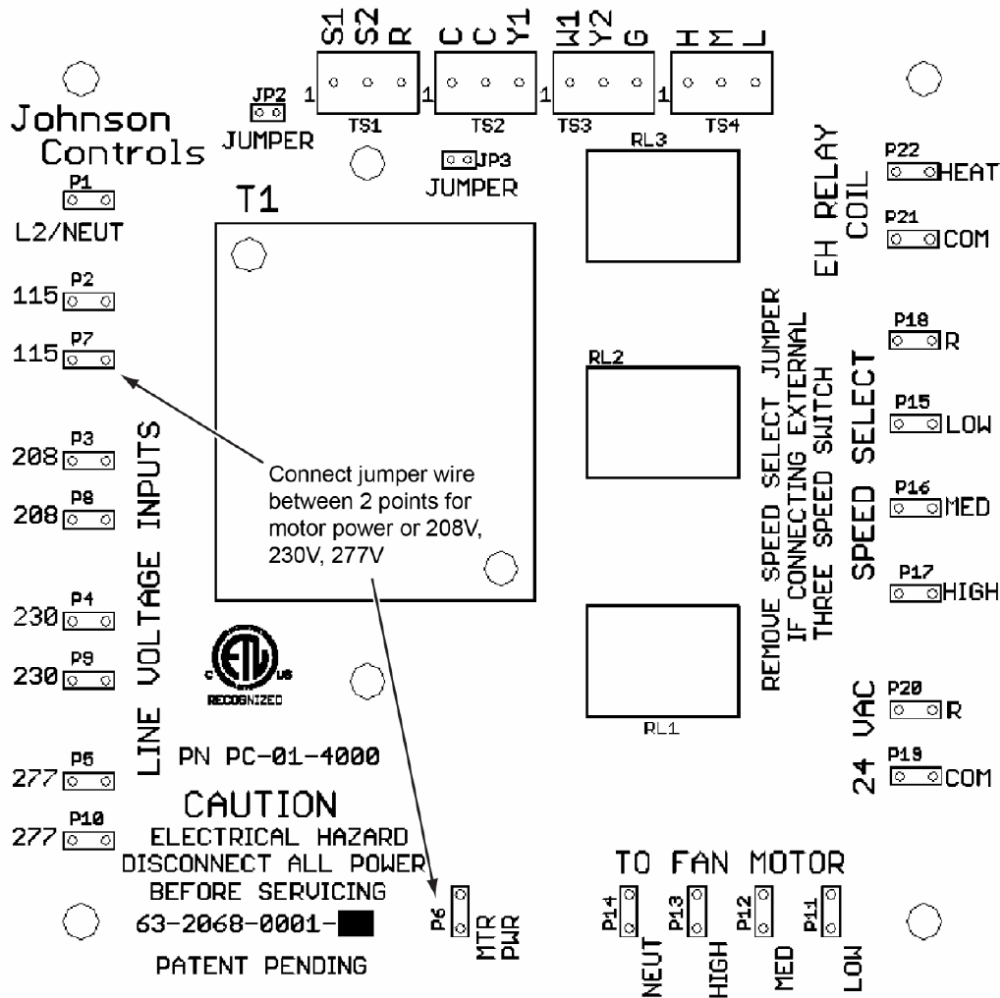 S1 S2 R C C Y1 W1 Y2 G H M L
1 1 1 1
TS1 TS2 TS3 TS4
JP2
JUMPER
JP3
JUMPER
Johnson
Controls
P1
L2/NEUT
P2
115
P7
115
P3
208
P8
208
P4
230
P9
230
P5
277
P10
277
LINE VOLTAGE INPUTS
T1
Connect jumper wire
between 2 points for
motor power or 208V,
230V, 277V
RL3
RL2
RL1
REMOVE SPEED SELECT JUMPER
IF CONNECTING EXTERNAL
THREE SPEED SWITCH
EH RELAY
COIL
P22
HEAT
P21
COM
SPEED SELECT
P18
R
P15
LOW
P16
MED
P17
HIGH
24 VAC
P20
R
P19
COM
C ETL US
RECOGNIZED
PN PC-01-4000
CAUTION
ELECTRICAL HAZARD
DISCONNECT ALL POWER
BEFORE SERVICING
63-2068-0001-
PATENT PENDING
P6
MTR
PWR
TO FAN MOTOR
P14 P13 P12 P11
NEUT HIGH MED LOW